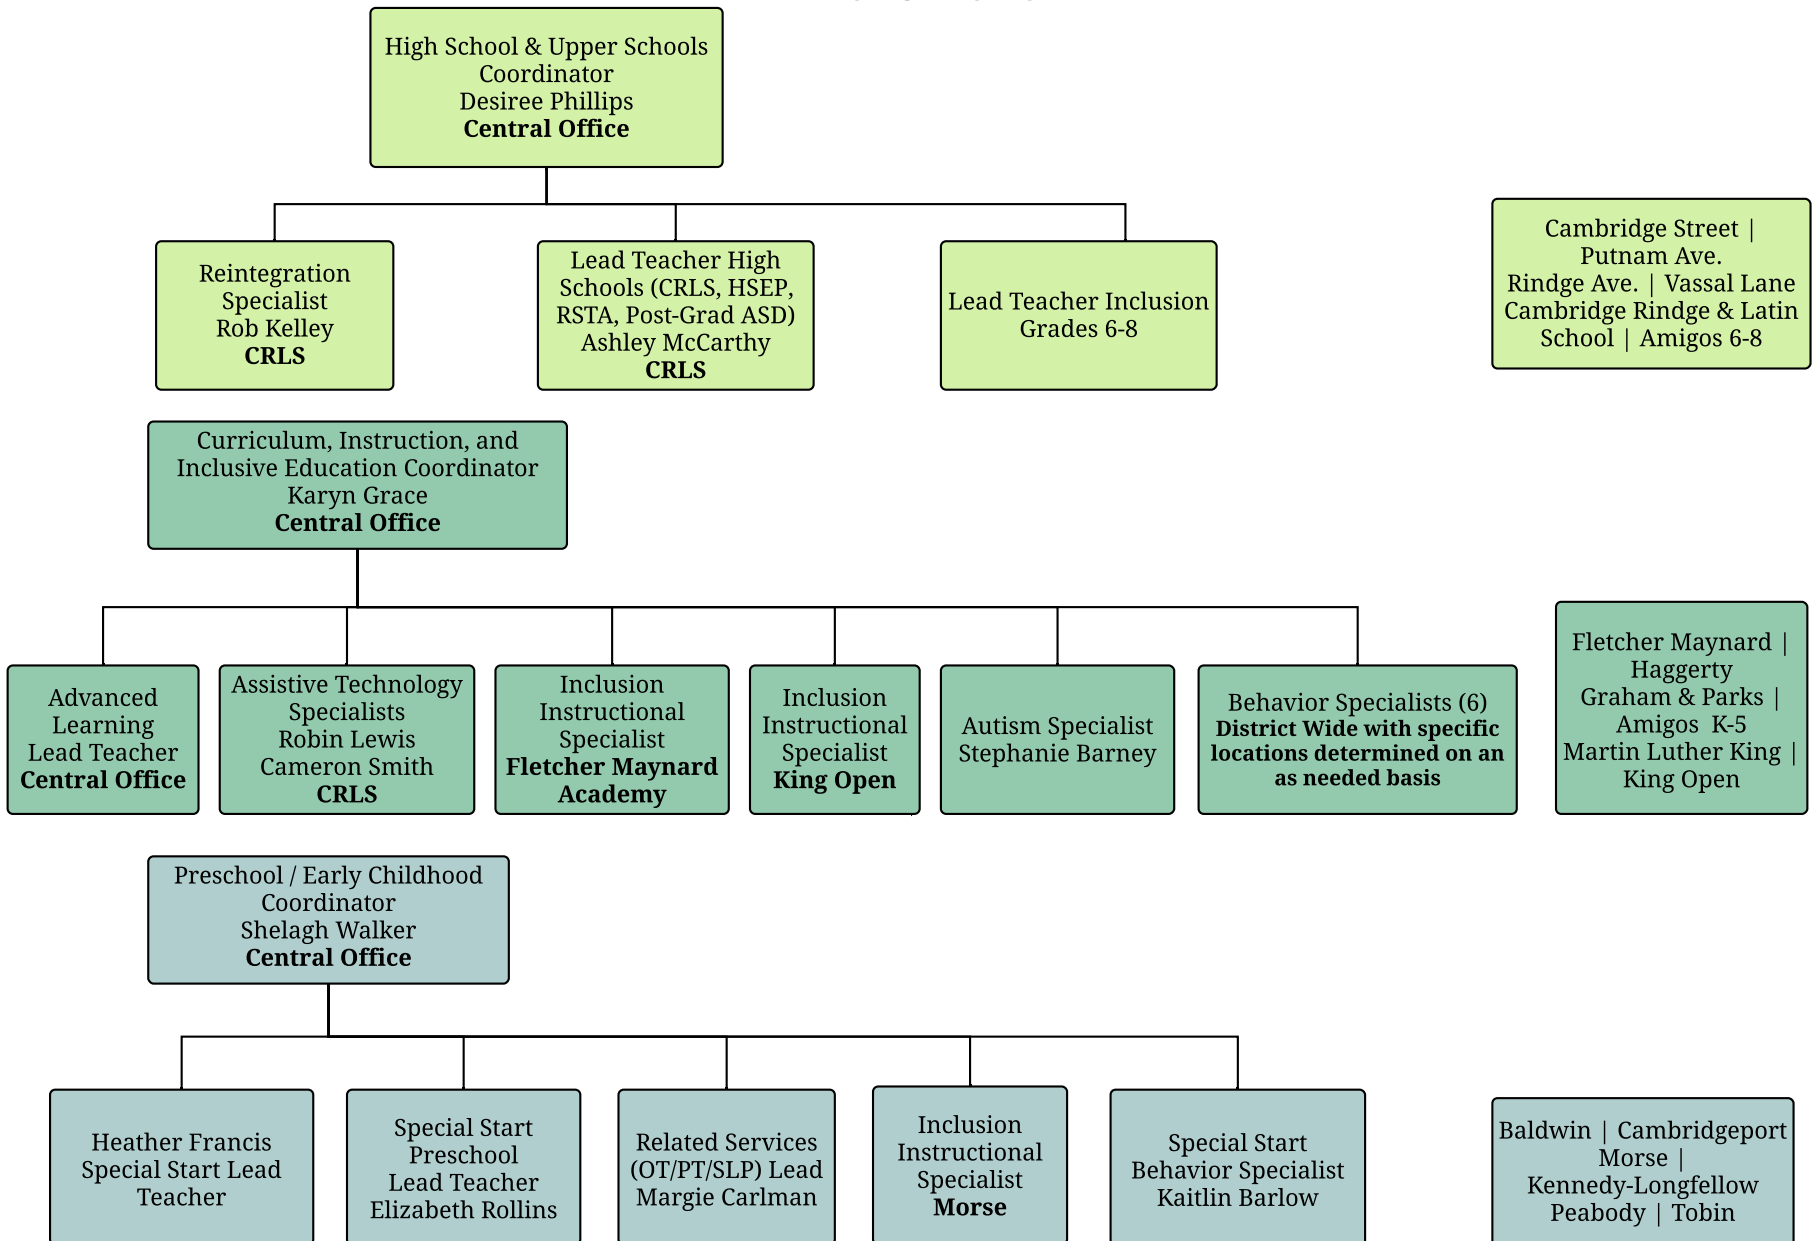 High School & Upper Schools
Coordinator
Desiree Phillips
Central Office
Reintegration
Specialist
Rob Kelley
CRLS
Lead Teacher High
Schools (CRLS, HSEP,
RSTA, Post-Grad ASD)
Ashley McCarthy
CRLS
Lead Teacher Inclusion
Grades 6-8
Cambridge Street |
Putnam Ave.
Rindge Ave. | Vassal Lane
Cambridge Rindge & Latin
School | Amigos 6-8
Curriculum, Instruction, and
Inclusive Education Coordinator
Karyn Grace
Central Office
Advanced
Learning
Lead Teacher
Central Office
Assistive Technology
Specialists
Robin Lewis
Cameron Smith
CRLS
Inclusion
Instructional
Specialist
Fletcher Maynard
Academy
Inclusion
Instructional
Specialist
King Open
Autism Specialist
Stephanie Barney
Behavior Specialists (6)
District Wide with specific
locations determined on an
as needed basis
Fletcher Maynard |
Haggerty
Graham & Parks |
Amigos K-5
Martin Luther King |
King Open
Preschool / Early Childhood
Coordinator
Shelagh Walker
Central Office
Heather Francis
Special Start Lead
Teacher
Special Start
Preschool
Lead Teacher
Elizabeth Rollins
Related Services
(OT/PT/SLP) Lead
Margie Carlman
Inclusion
Instructional
Specialist
Morse
Special Start
Behavior Specialist
Kaitlin Barlow
Baldwin | Cambridgeport
Morse |
Kennedy-Longfellow
Peabody | Tobin